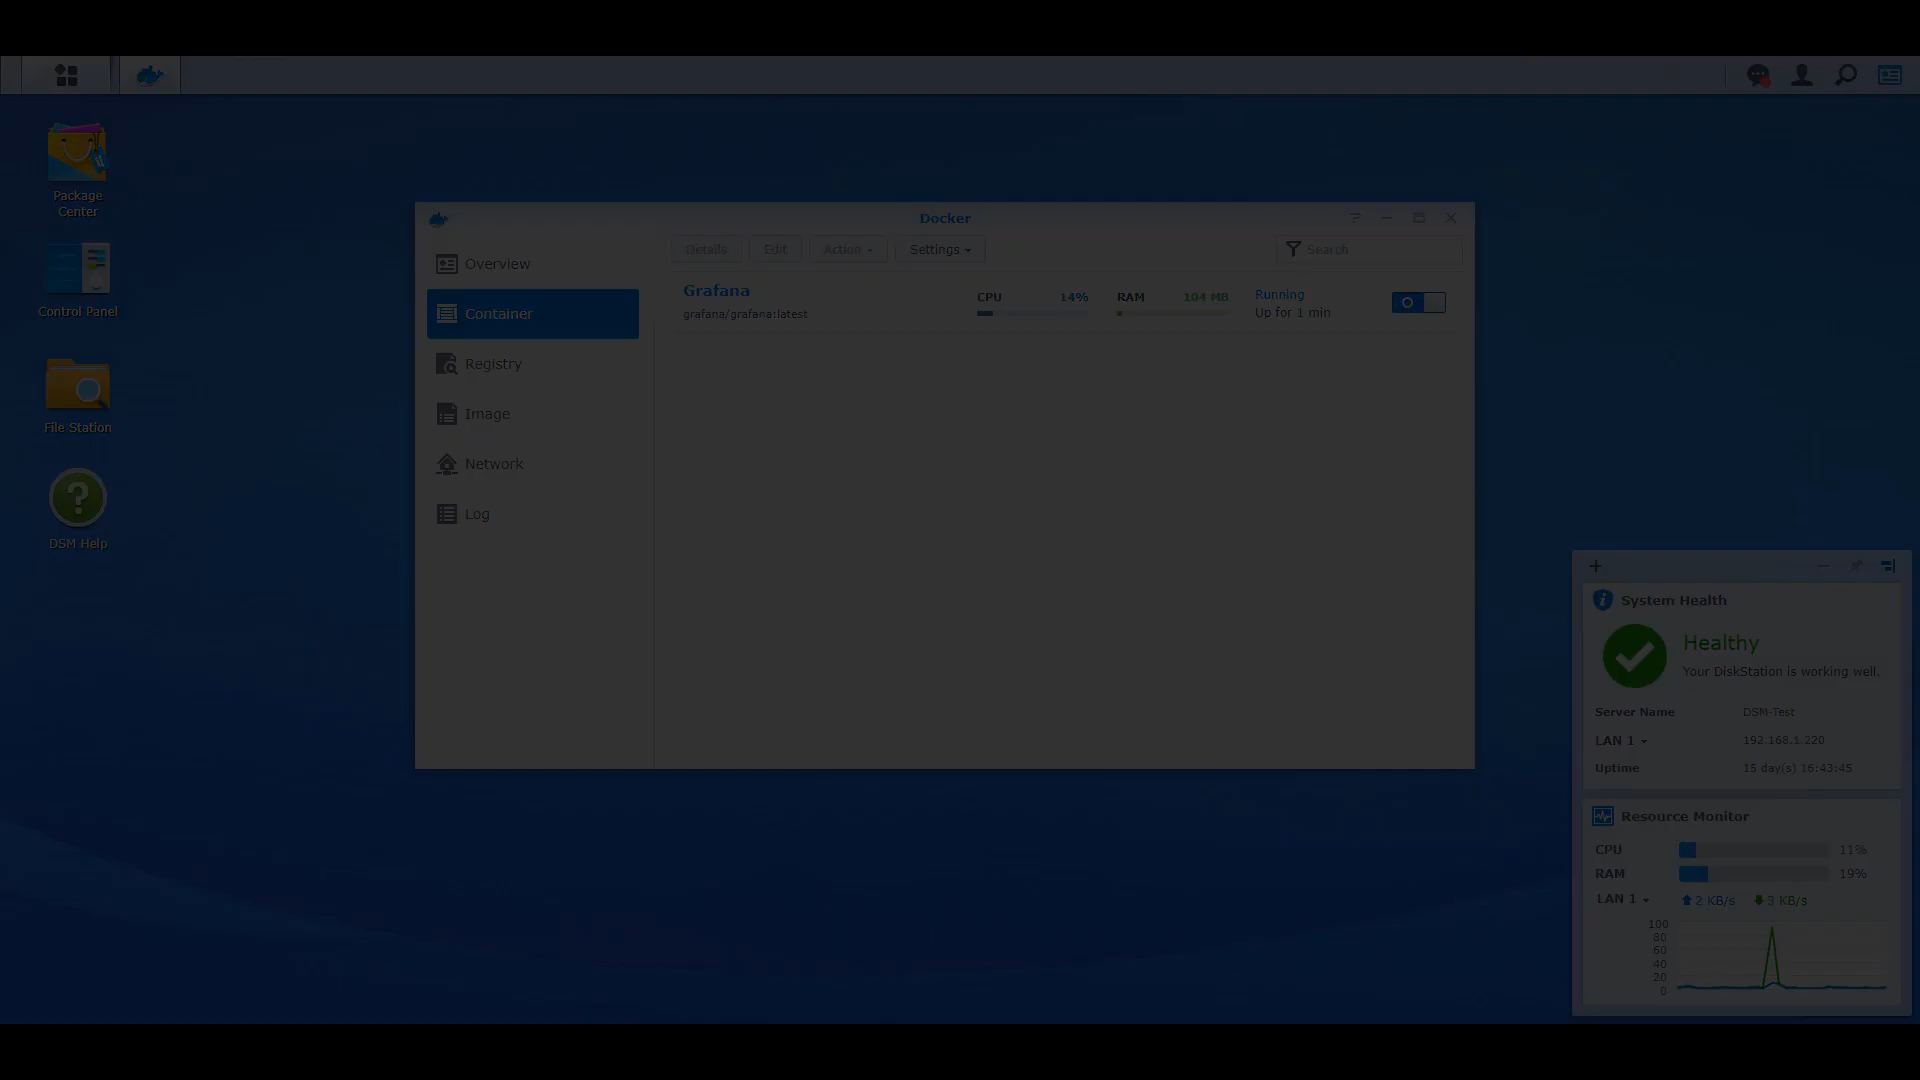 Package
Center
Control Panel
File Station
DSM Help
Docker
Overview
Container
Registry
Image
Network
Log
Details
Edit
Action
Settings
Search
Grafana
grafana/grafana:latest
CPU 14%
RAM 104 MB
Running
Up for 1 min
System Health
Healthy
Your DiskStation is working well.
Server Name DSM-Test
LAN 1 192.168.1.220
Uptime 15 day(s) 16:43:45
Resource Monitor
CPU 11%
RAM 19%
LAN 1 2 KB/s 3 KB/s
100
80
60
40
20
0